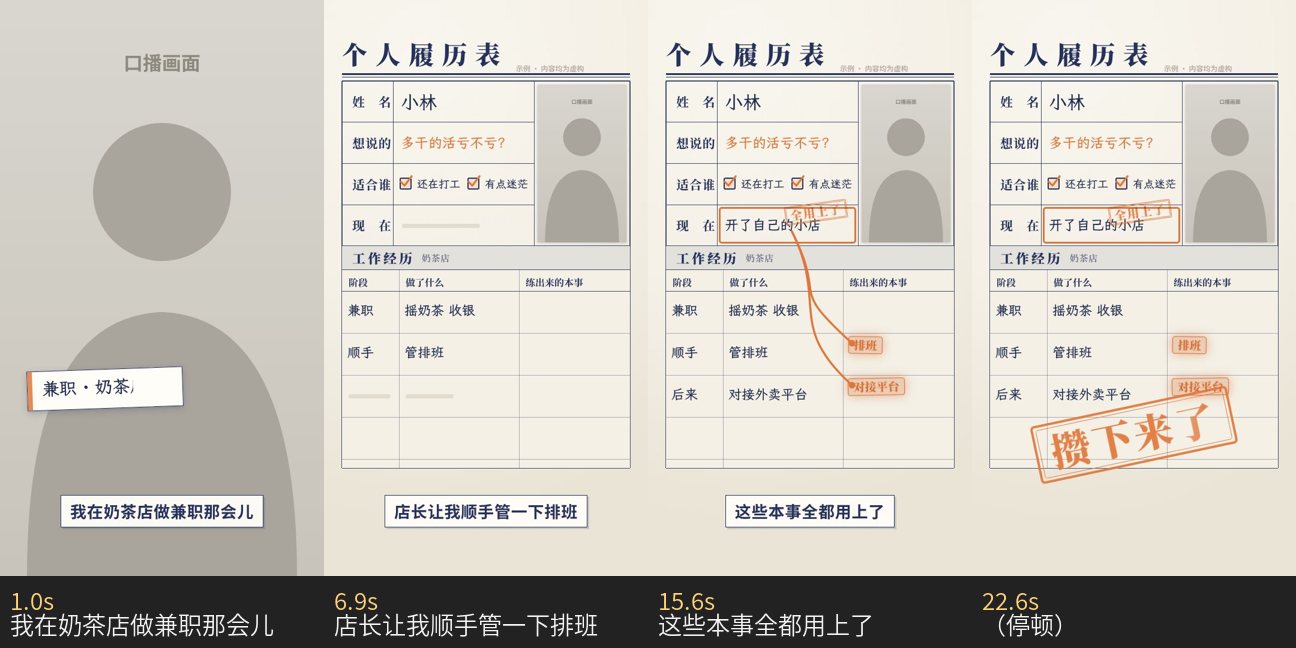 口播画面
兼职・奶茶
我在奶茶店做兼职那会儿
1.0s
我在奶茶店做兼职那会儿
个人履历表
示例・内容均为虚构
姓 名 小林
口播画面
想说的 多干的活亏不亏?
适合谁 还在打工 有点迷茫
现 在
工作经历 奶茶店
阶段 做了什么 练出来的本事
兼职 摇奶茶 收银
顺手 管排班
店长让我顺手管一下排班
6.9s
店长让我顺手管一下排班
个人履历表
示例・内容均为虚构
姓 名 小林
口播画面
想说的 多干的活亏不亏?
适合谁 还在打工 有点迷茫
全用上了
现 在 开了自己的小店
工作经历 奶茶店
阶段 做了什么 练出来的本事
兼职 摇奶茶 收银
顺手 管排班 排班
后来 对接外卖平台 对接平台
这些本事全都用上了
15.6s
这些本事全都用上了
个人履历表
示例・内容均为虚构
姓 名 小林
口播画面
想说的 多干的活亏不亏?
适合谁 还在打工 有点迷茫
全用上了
现 在 开了自己的小店
工作经历 奶茶店
阶段 做了什么 练出来的本事
兼职 摇奶茶 收银
顺手 管排班 排班
后来 对接外卖平台 对接平台
攒下来了
22.6s
（停顿）